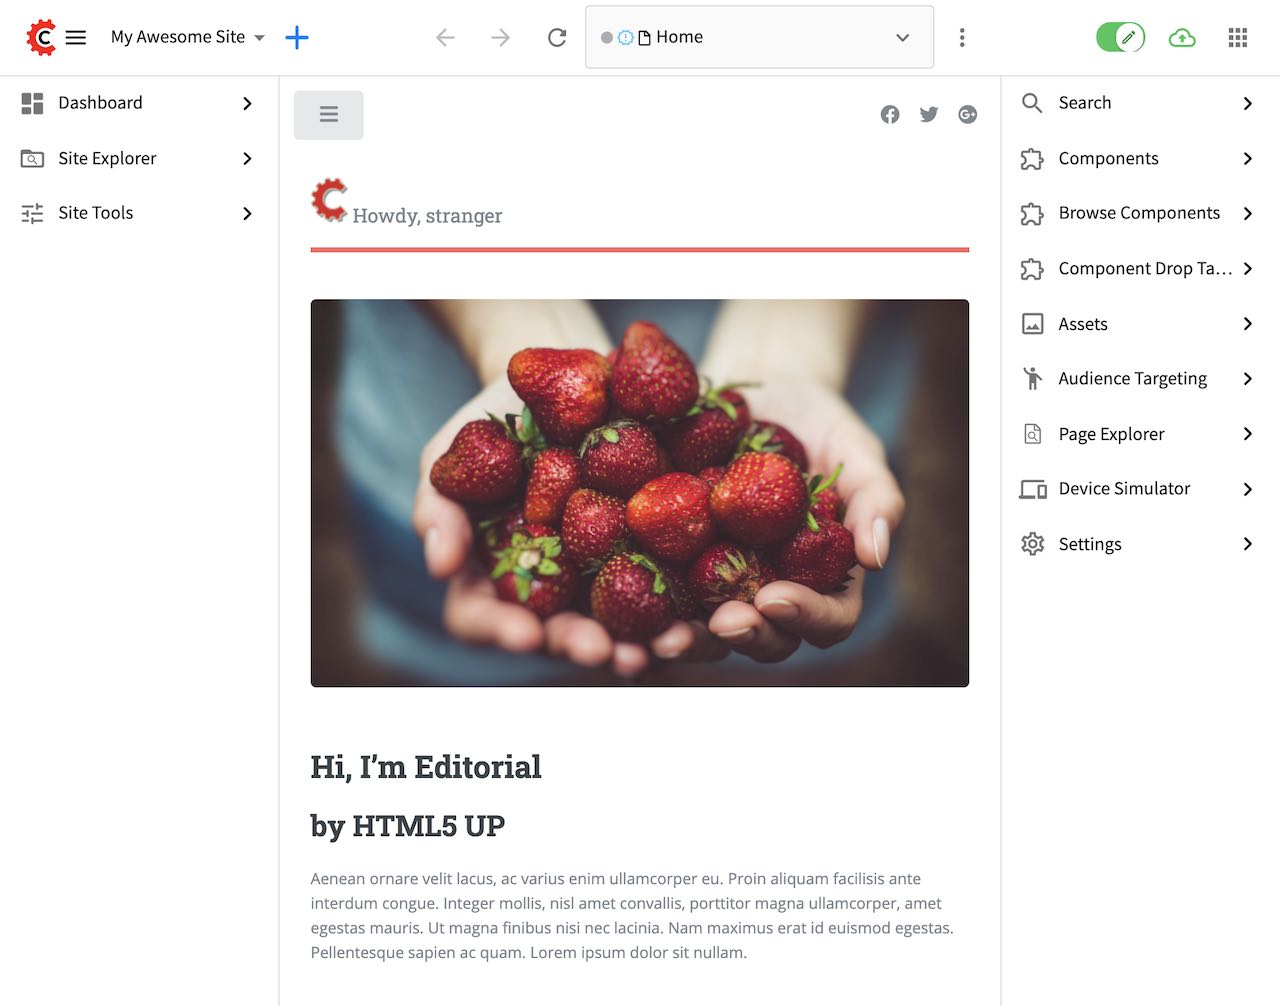 My Awesome Site
Home
Dashboard
Site Explorer
Site Tools
Howdy, stranger
Hi, I’m Editorial
by HTML5 UP
Aenean ornare velit lacus, ac varius enim ullamcorper eu. Proin aliquam facilisis ante
interdum congue. Integer mollis, nisl amet convallis, porttitor magna ullamcorper, amet
egestas mauris. Ut magna finibus nisi nec lacinia. Nam maximus erat id euismod egestas.
Pellentesque sapien ac quam. Lorem ipsum dolor sit nullam.
Search
Components
Browse Components
Component Drop Ta…
Assets
Audience Targeting
Page Explorer
Device Simulator
Settings